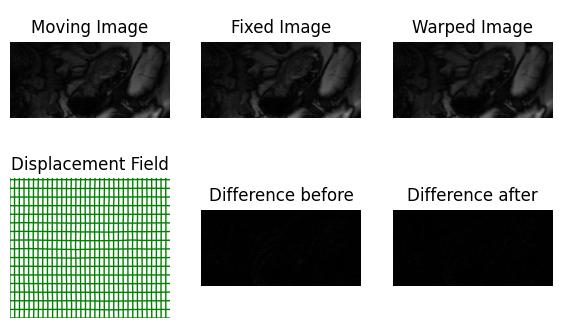 Moving Image
Fixed Image
Warped Image
Displacement Field
Difference before
Difference after